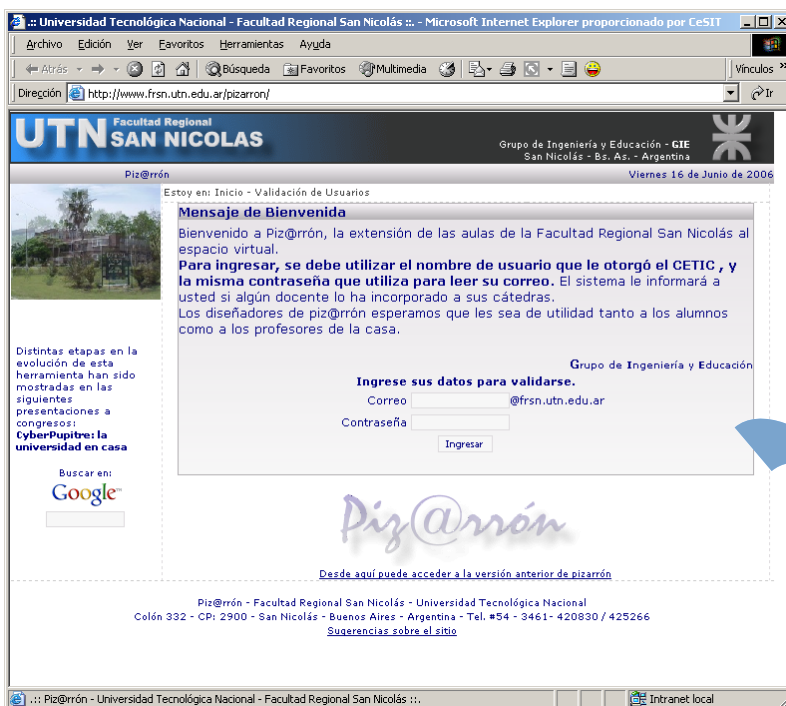 .:: Universidad Tecnológica Nacional - Facultad Regional San Nicolás ::. - Microsoft Internet Explorer proporcionado por CeSIT
Archivo Edición Ver Favoritos Herramientas Ayuda
Atrás Búsqueda Favoritos Multimedia Vínculos »
Dirección http://www.frsn.utn.edu.ar/pizarron/ Ir
UTN Facultad Regional
SAN NICOLAS
Grupo de Ingeniería y Educación - GIE
San Nicolás - Bs. As. - Argentina
Piz@rrón Viernes 16 de Junio de 2006
Estoy en: Inicio - Validación de Usuarios
Mensaje de Bienvenida
Bienvenido a Piz@rrón, la extensión de las aulas de la Facultad Regional San Nicolás al
espacio virtual.
Para ingresar, se debe utilizar el nombre de usuario que le otorgó el CETIC , y
la misma contraseña que utiliza para leer su correo. El sistema le informará a
usted si algún docente lo ha incorporado a sus cátedras.
Los diseñadores de piz@rrón esperamos que les sea de utilidad tanto a los alumnos
como a los profesores de la casa.
Grupo de Ingeniería y Educación
Ingrese sus datos para validarse.
Correo @frsn.utn.edu.ar
Contraseña
Ingresar
Distintas etapas en la
evolución de esta
herramienta han sido
mostradas en las
siguientes
presentaciones a
congresos:
CyberPupitre: la
universidad en casa
Buscar en:
Google™
Piz@rrón
Desde aquí puede acceder a la versión anterior de pizarrón
Piz@rrón - Facultad Regional San Nicolás - Universidad Tecnológica Nacional
Colón 332 - CP: 2900 - San Nicolás - Buenos Aires - Argentina - Tel. #54 - 3461- 420830 / 425266
Sugerencias sobre el sitio
.:: Piz@rrón - Universidad Tecnológica Nacional - Facultad Regional San Nicolás ::. Intranet local